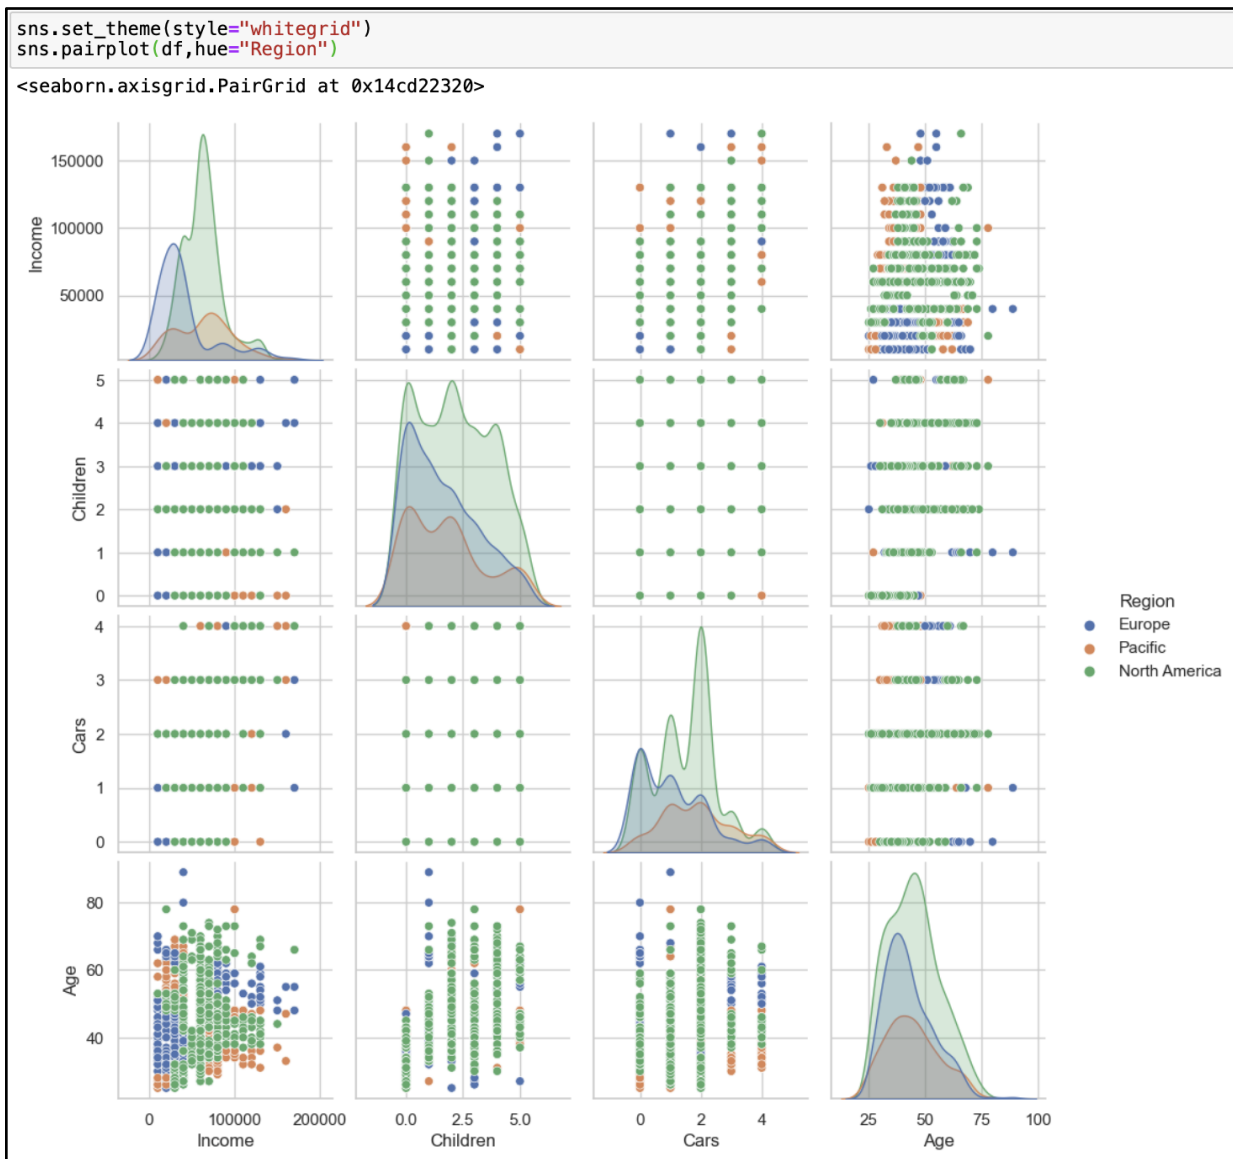 sns.set_theme(style="whitegrid")
sns.pairplot(df,hue="Region")
<seaborn.axisgrid.PairGrid at 0x14cd22320>
150000
100000
50000
Income
5
4
3
2
1
0
Children
4
3
2
1
0
Cars
80
60
40
Age
0 100000 200000
Income
0.0 2.5 5.0
Children
0 2 4
Cars
25 50 75 100
Age
Region
Europe
Pacific
North America